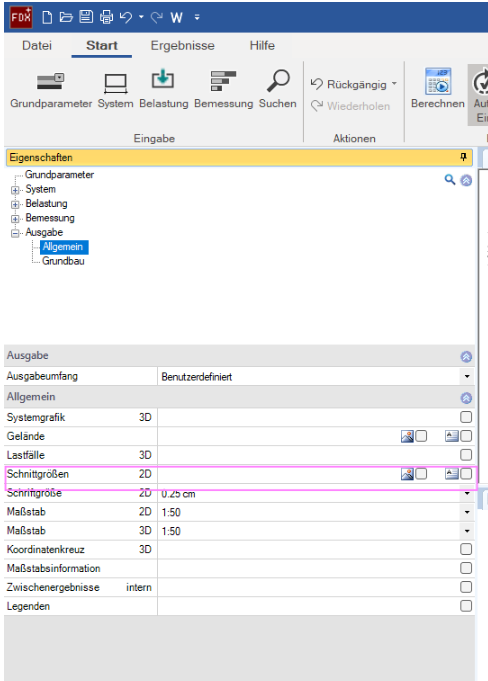 FDX+ W
Datei Start Ergebnisse Hilfe
Grundparameter System Belastung Bemessung Suchen
Rückgängig
Wiederholen
Berechnen
Eingabe Aktionen
Eigenschaften
Grundparameter
System
Belastung
Bemessung
Ausgabe
Allgemein
Grundbau
Ausgabe
Ausgabeumfang Benutzerdefiniert
Allgemein
Systemgrafik 3D
Gelände
Lastfälle 3D
Schnittgrößen 2D
Schriftgröße 2D 0.25 cm
Maßstab 2D 1:50
Maßstab 3D 1:50
Koordinatenkreuz 3D
Maßstabsinformation
Zwischenergebnisse intern
Legenden